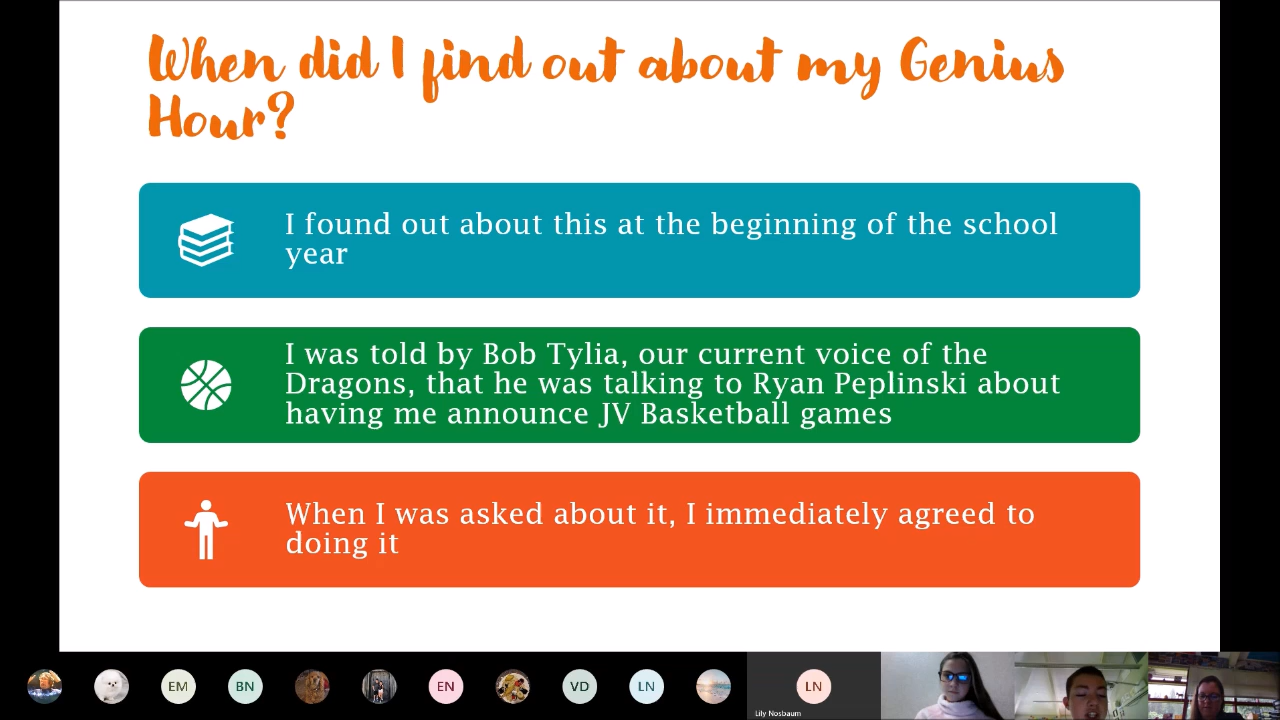 When did I find out about my Genius
Hour?
I found out about this at the beginning of the school
year
I was told by Bob Tylia, our current voice of the
Dragons, that he was talking to Ryan Peplinski about
having me announce JV Basketball games
When I was asked about it, I immediately agreed to
doing it
EM
BN
EN
VD
LN
LN
Lily Nosbaum